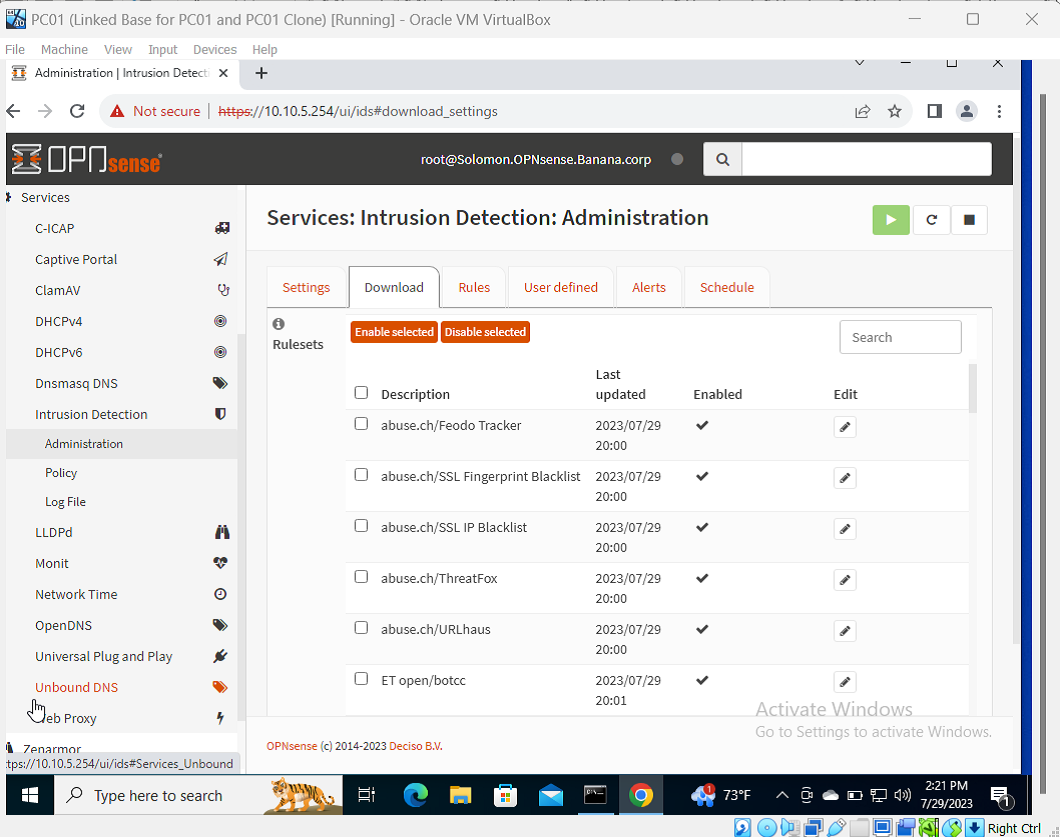 PC01 (Linked Base for PC01 and PC01 Clone) [Running] - Oracle VM VirtualBox
File Machine View Input Devices Help
Administration | Intrusion Detecti
Not secure https://10.10.5.254/ui/ids#download_settings
OPNsense
root@Solomon.OPNsense.Banana.corp
Services
C-ICAP
Captive Portal
ClamAV
DHCPv4
DHCPv6
Dnsmasq DNS
Intrusion Detection
Administration
Policy
Log File
LLDPd
Monit
Network Time
OpenDNS
Universal Plug and Play
Unbound DNS
eb Proxy
Zenarmor
ttps://10.10.5.254/ui/ids#Services_Unbound
Services: Intrusion Detection: Administration
Settings Download Rules User defined Alerts Schedule
Rulesets
Enable selected Disable selected
Search
Description Last updated Enabled Edit
abuse.ch/Feodo Tracker 2023/07/29 20:00
abuse.ch/SSL Fingerprint Blacklist 2023/07/29 20:00
abuse.ch/SSL IP Blacklist 2023/07/29 20:00
abuse.ch/ThreatFox 2023/07/29 20:00
abuse.ch/URLhaus 2023/07/29 20:00
ET open/botcc 2023/07/29 20:01
Activate Windows
Go to Settings to activate Windows.
OPNsense (c) 2014-2023 Deciso B.V.
Type here to search
1
73°F
2:21 PM
7/29/2023
1
Right Ctrl